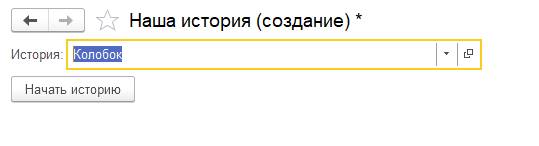 Наша история (создание) *
История: Колобок
Начать историю